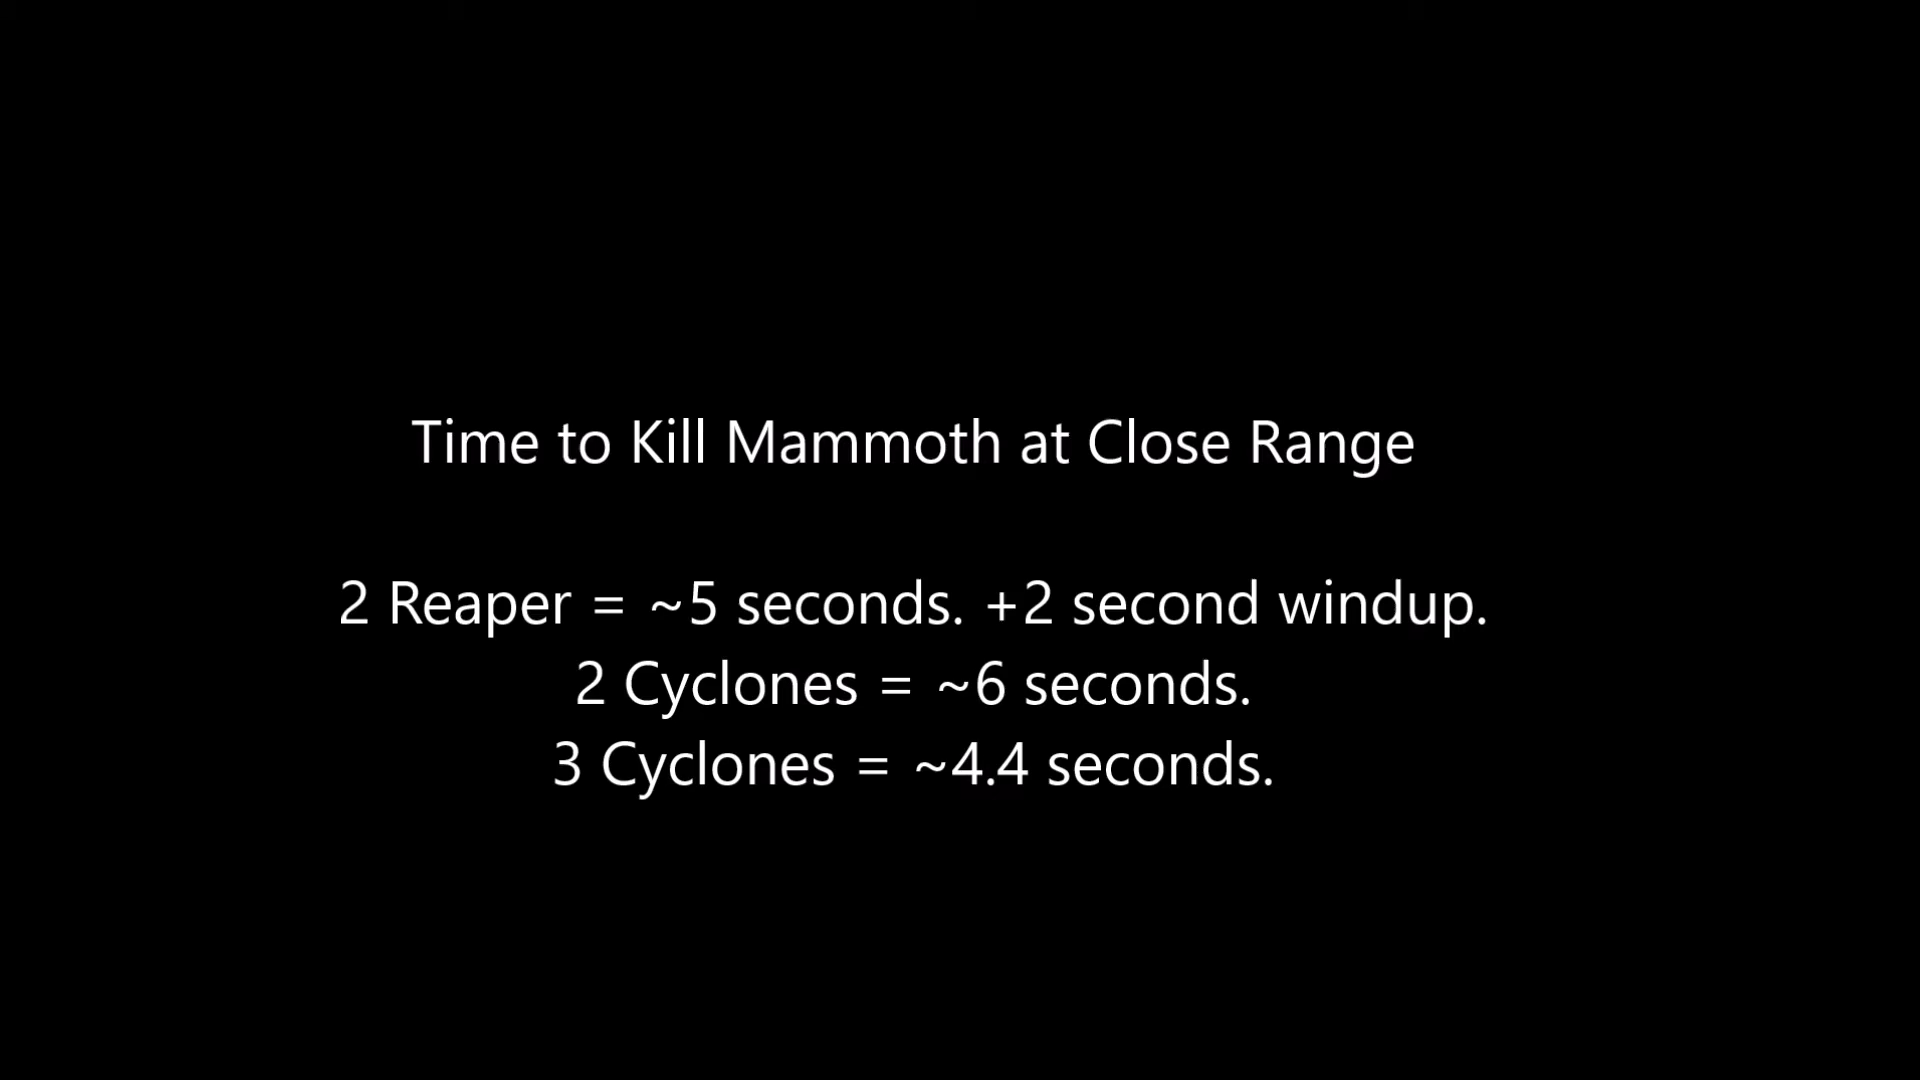 Time to Kill Mammoth at Close Range
2 Reaper = ~5 seconds. +2 second windup.
2 Cyclones = ~6 seconds.
3 Cyclones = ~4.4 seconds.